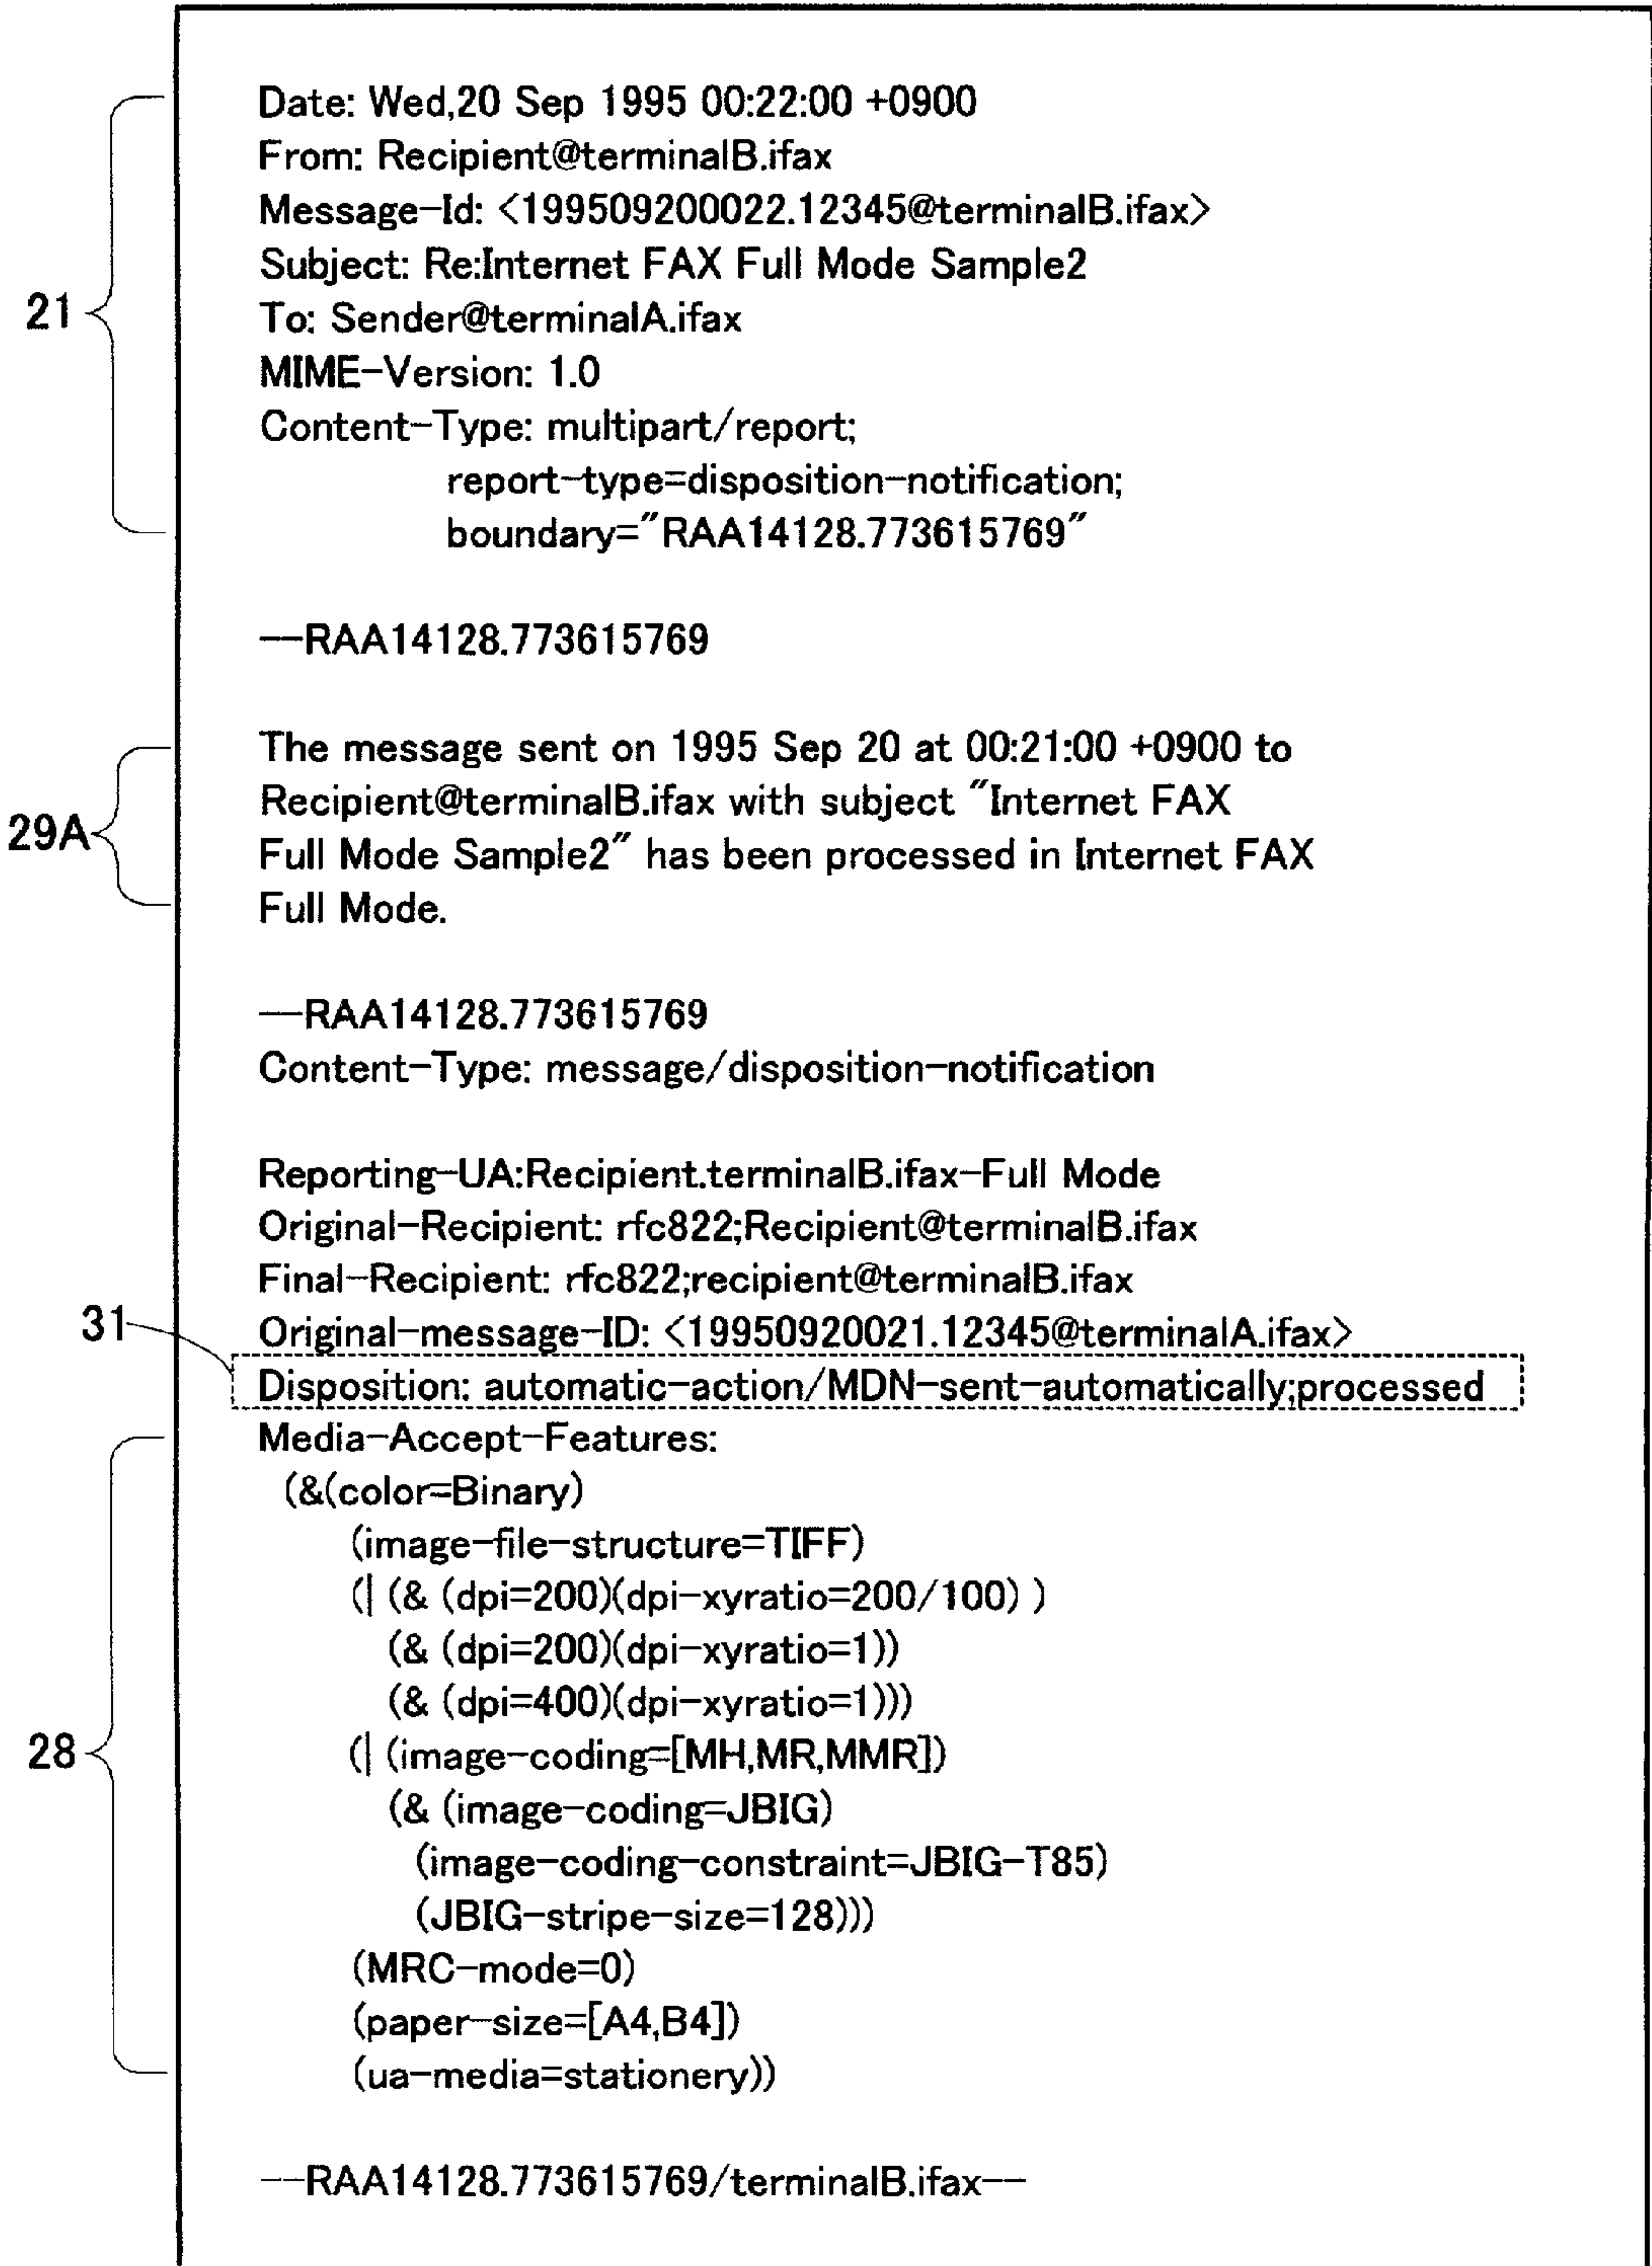 Date: Wed,20 Sep 1995 00:22:00 +0900
From: Recipient@terminalB.ifax
Message-Id: <199509200022.12345@terminalB.ifax>
Subject: Re:Internet FAX Full Mode Sample2
21
To: Sender@terminalA.ifax
MIME-Version: 1.0
Content-Type: multipart/report;
report-type=disposition-notification;
boundary="RAA14128.773615769"
--RAA14128.773615769
The message sent on 1995 Sep 20 at 00:21:00 +0900 to
Recipient@terminalB.ifax with subject "Internet FAX
29A
Full Mode Sample2" has been processed in Internet FAX
Full Mode.
--RAA14128.773615769
Content-Type: message/disposition-notification
Reporting-UA:Recipient.terminalB.ifax-Full Mode
Original-Recipient: rfc822;Recipient@terminalB.ifax
Final-Recipient: rfc822;recipient@terminalB.ifax
31
Original-message-ID: <19950920021.12345@terminalA.ifax>
Disposition: automatic-action/MDN-sent-automatically;processed
Media-Accept-Features:
(&(color=Binary)
(image-file-structure=TIFF)
(| (& (dpi=200)(dpi-xyratio=200/100) )
(& (dpi=200)(dpi-xyratio=1))
(& (dpi=400)(dpi-xyratio=1)))
28
(| (image-coding=[MH,MR,MMR])
(& (image-coding=JBIG)
(image-coding-constraint=JBIG-T85)
(JBIG-stripe-size=128)))
(MRC-mode=0)
(paper-size=[A4,B4])
(ua-media=stationery))
--RAA14128.773615769/terminalB.ifax--